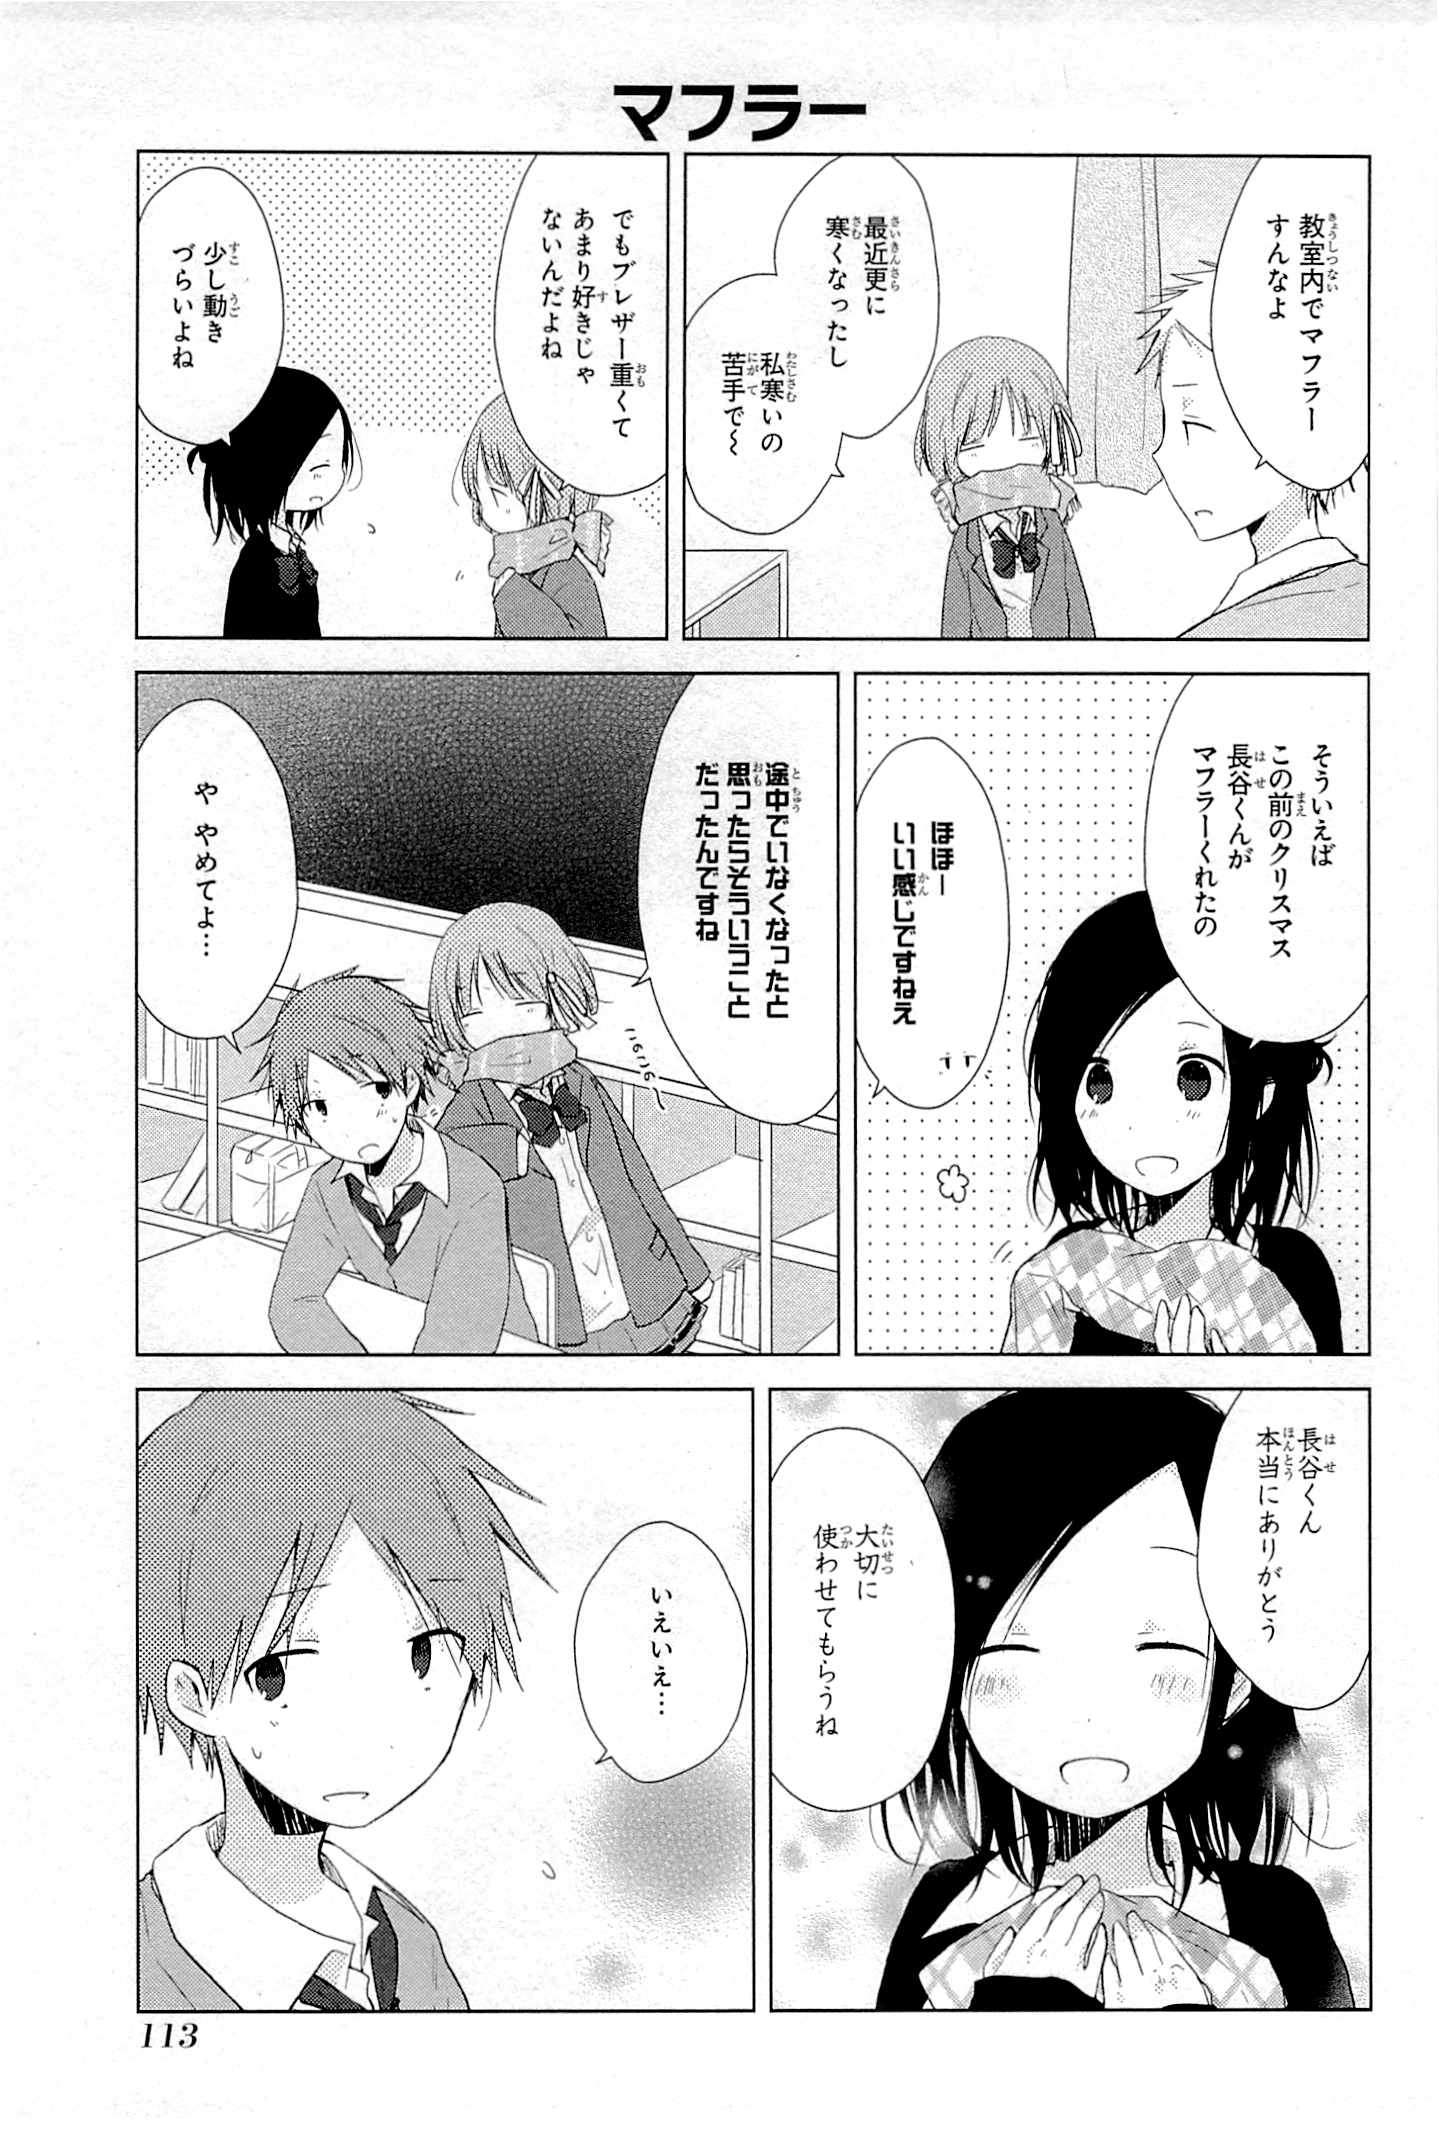 マフラー
教室内でマフラー
すんなよ
最近更に
寒くなったし
私寒いの
苦手で〜
でもブレザー重くて
あまり好きじゃ
ないんだよね
少し動き
づらいよね
そういえば
この前のクリスマス
長谷くんが
マフラーくれたの
ほほー
いい感じですねえ
途中でいなくなったと
思ったらそういうこと
だったんですね
や やめてよ…
長谷くん
本当にありがとう
大切に
使わせてもらうね
いえいえ…
113